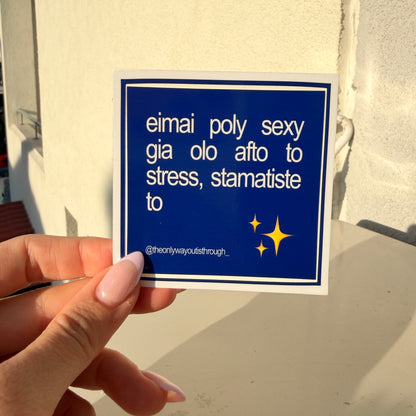 eimai poly sexy
gia olo afto to
stress, stamatiste
to
@theonlywayoutisthrough_